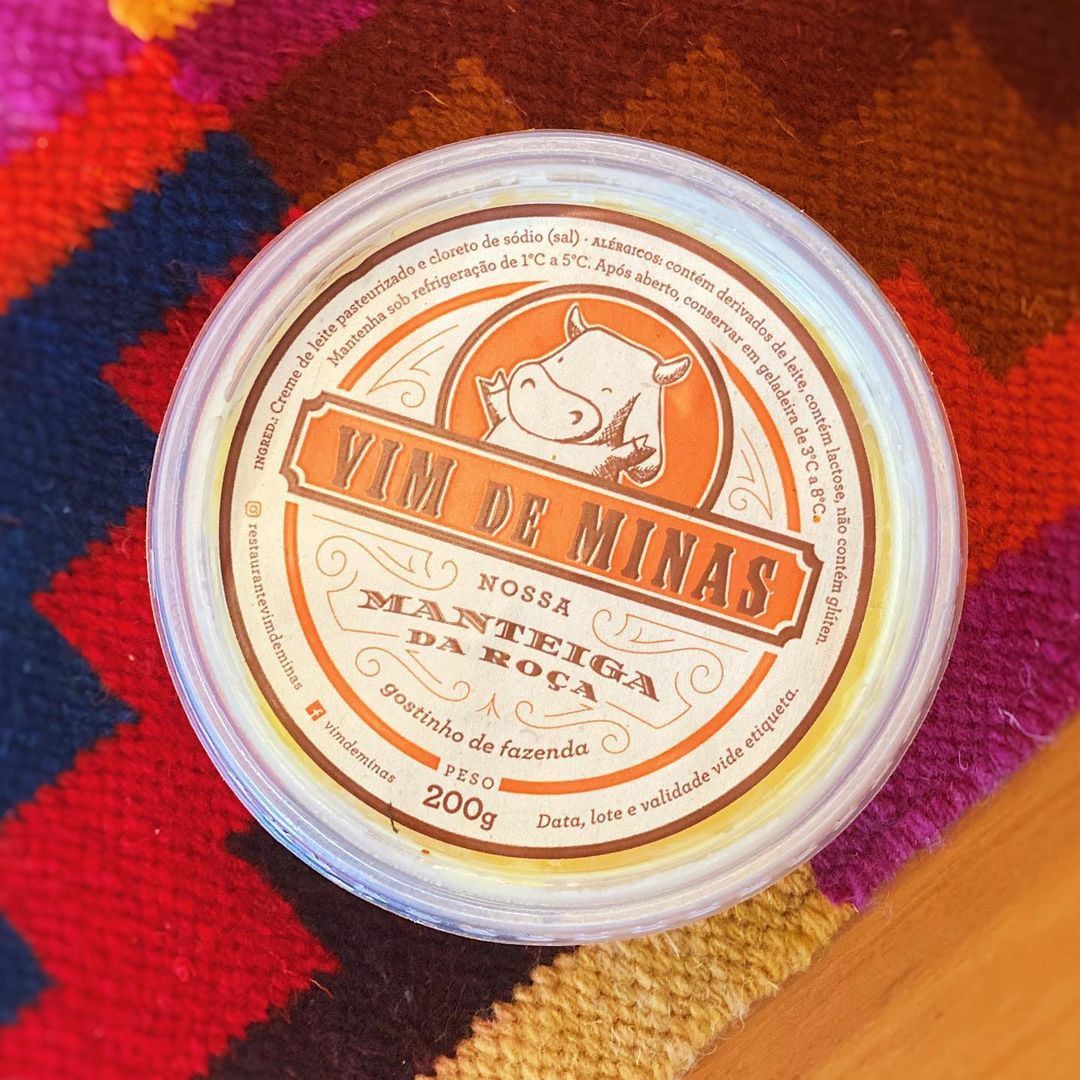 INGRED.: Creme de leite pasteurizado e cloreto de sódio (sal) · ALÉRGICOS: contém derivados de leite, contém lactose, não contém glúten.
Mantenha sob refrigeração de 1°C a 5°C. Após aberto, conservar em geladeira de 3°C a 8°C.
VIM DE MINAS
NOSSA
MANTEIGA
DA ROÇA
gostinho de fazenda
PESO
200g
restaurantevimdeminas
vimdeminas
Data, lote e validade vide etiqueta.